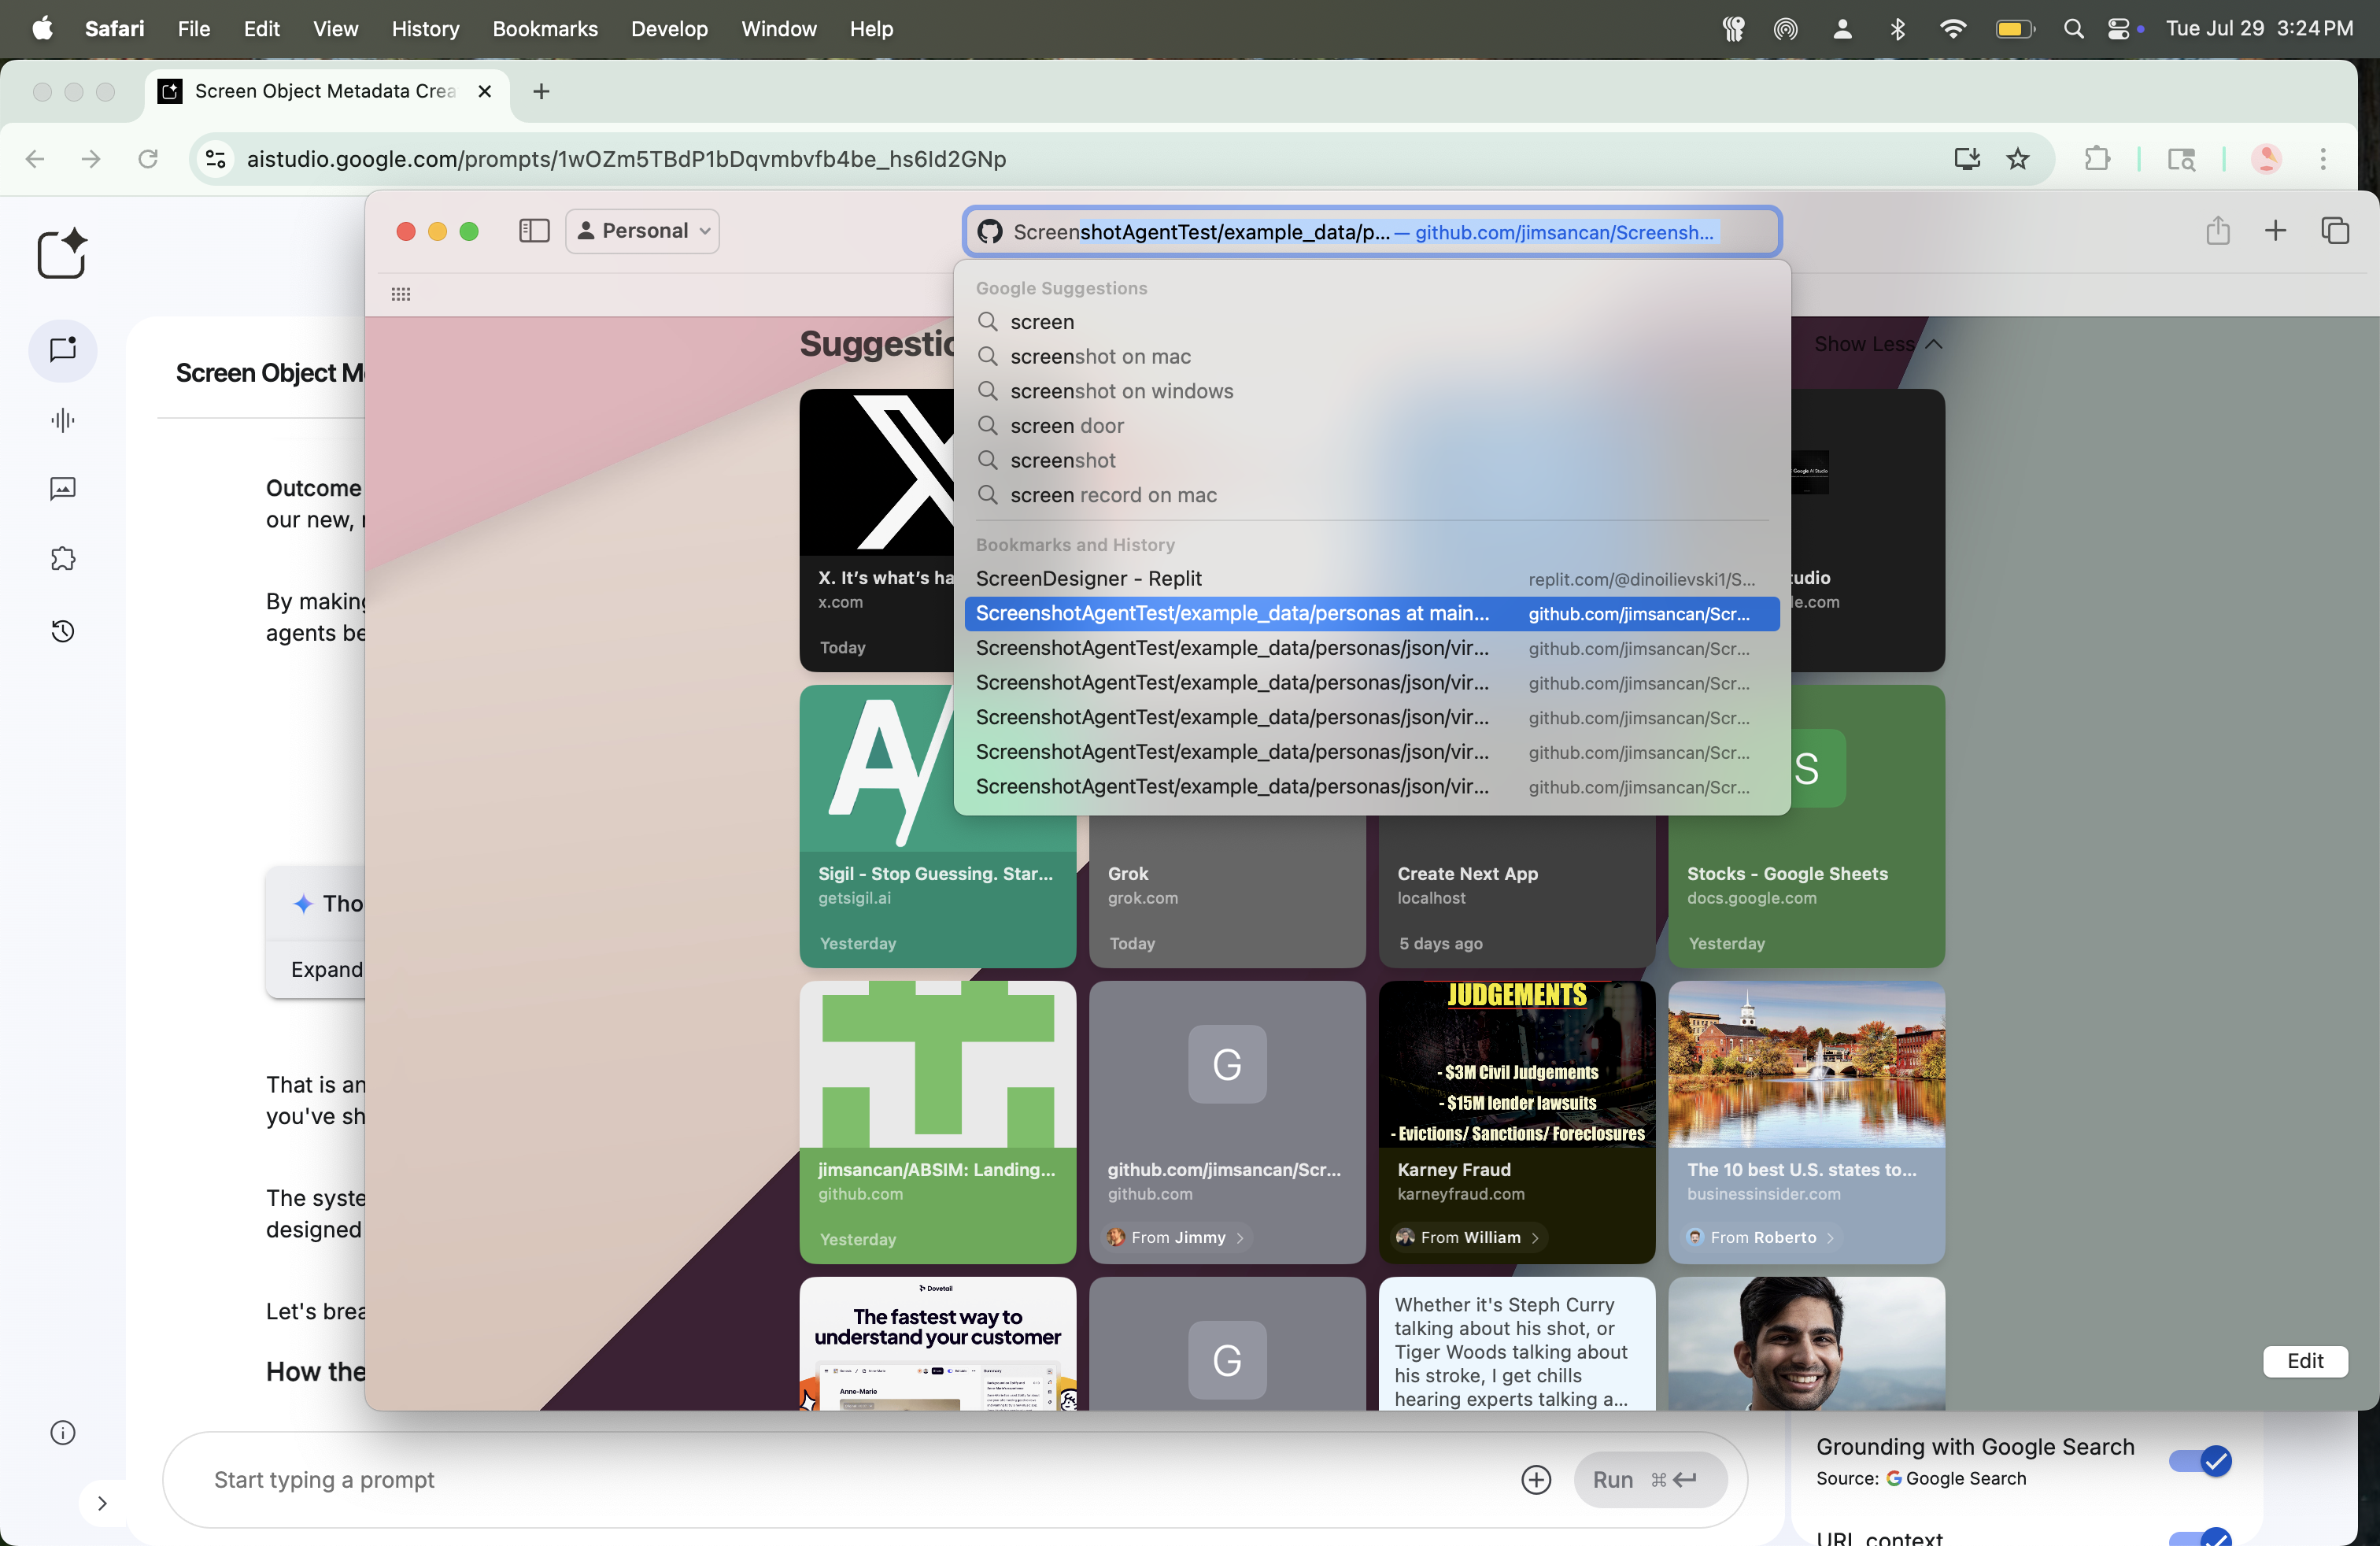 Safari File Edit View History Bookmarks Develop Window Help Tue Jul 29 3:24 PM
Screen Object Metadata Crea
aistudio.google.com/prompts/1wOZm5TBdP1bDqvmbvfb4be_hs6Id2GNp
Personal
ScreenshotAgentTest/example_data/p... — github.com/jimsancan/Screensh...
Google Suggestions
screen
screenshot on mac
screenshot on windows
screen door
screenshot
screen record on mac
Bookmarks and History
ScreenDesigner - Replit replit.com/@dinoilievski1/S...
ScreenshotAgentTest/example_data/personas at main... github.com/jimsancan/Scr...
ScreenshotAgentTest/example_data/personas/json/vir... github.com/jimsancan/Scr...
ScreenshotAgentTest/example_data/personas/json/vir... github.com/jimsancan/Scr...
ScreenshotAgentTest/example_data/personas/json/vir... github.com/jimsancan/Scr...
ScreenshotAgentTest/example_data/personas/json/vir... github.com/jimsancan/Scr...
ScreenshotAgentTest/example_data/personas/json/vir... github.com/jimsancan/Scr...
Screen Object M
Outcome
our new,
By making
agents be
Tho
Expand
That is an
you've sh
The syste
designed
Let's brea
How the
Suggestio
Show Less
X. It's what's ha
x.com
Today
Google AI Studio
tudio
le.com
A/
Sigil - Stop Guessing. Star...
getsigil.ai
Yesterday
Grok
grok.com
Today
Create Next App
localhost
5 days ago
S
Stocks - Google Sheets
docs.google.com
Yesterday
jimsancan/ABSIM: Landing...
github.com
Yesterday
G
github.com/jimsancan/Scr...
github.com
From Jimmy
JUDGEMENTS
- $3M Civil Judgements
- $15M lender lawsuits
- Evictions/ Sanctions/ Foreclosures
Karney Fraud
karneyfraud.com
From William
The 10 best U.S. states to...
businessinsider.com
From Roberto
Dovetail
The fastest way to
understand your customer
Anne-Marie
G
Whether it's Steph Curry
talking about his shot, or
Tiger Woods talking about
his stroke, I get chills
hearing experts talking a...
Edit
Start typing a prompt
Run ⌘
Grounding with Google Search
Source: Google Search
URL context